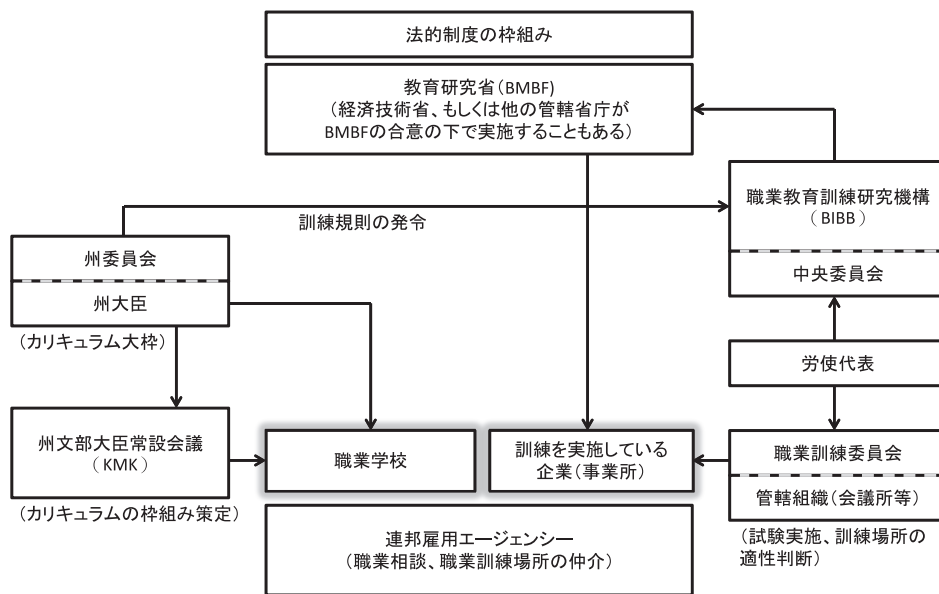 法的制度の枠組み
教育研究省(BMBF)
(経済技術省、もしくは他の管轄省庁が
BMBFの合意の下で実施することもある)
職業教育訓練研究機構
(BIBB)
中央委員会
訓練規則の発令
州委員会
州大臣
(カリキュラム大枠)
労使代表
州文部大臣常設会議
(KMK)
(カリキュラムの枠組み策定)
職業学校
訓練を実施している
企業(事業所)
職業訓練委員会
管轄組織(会議所等)
(試験実施、訓練場所の
適性判断)
連邦雇用エージェンシー
(職業相談、職業訓練場所の仲介)